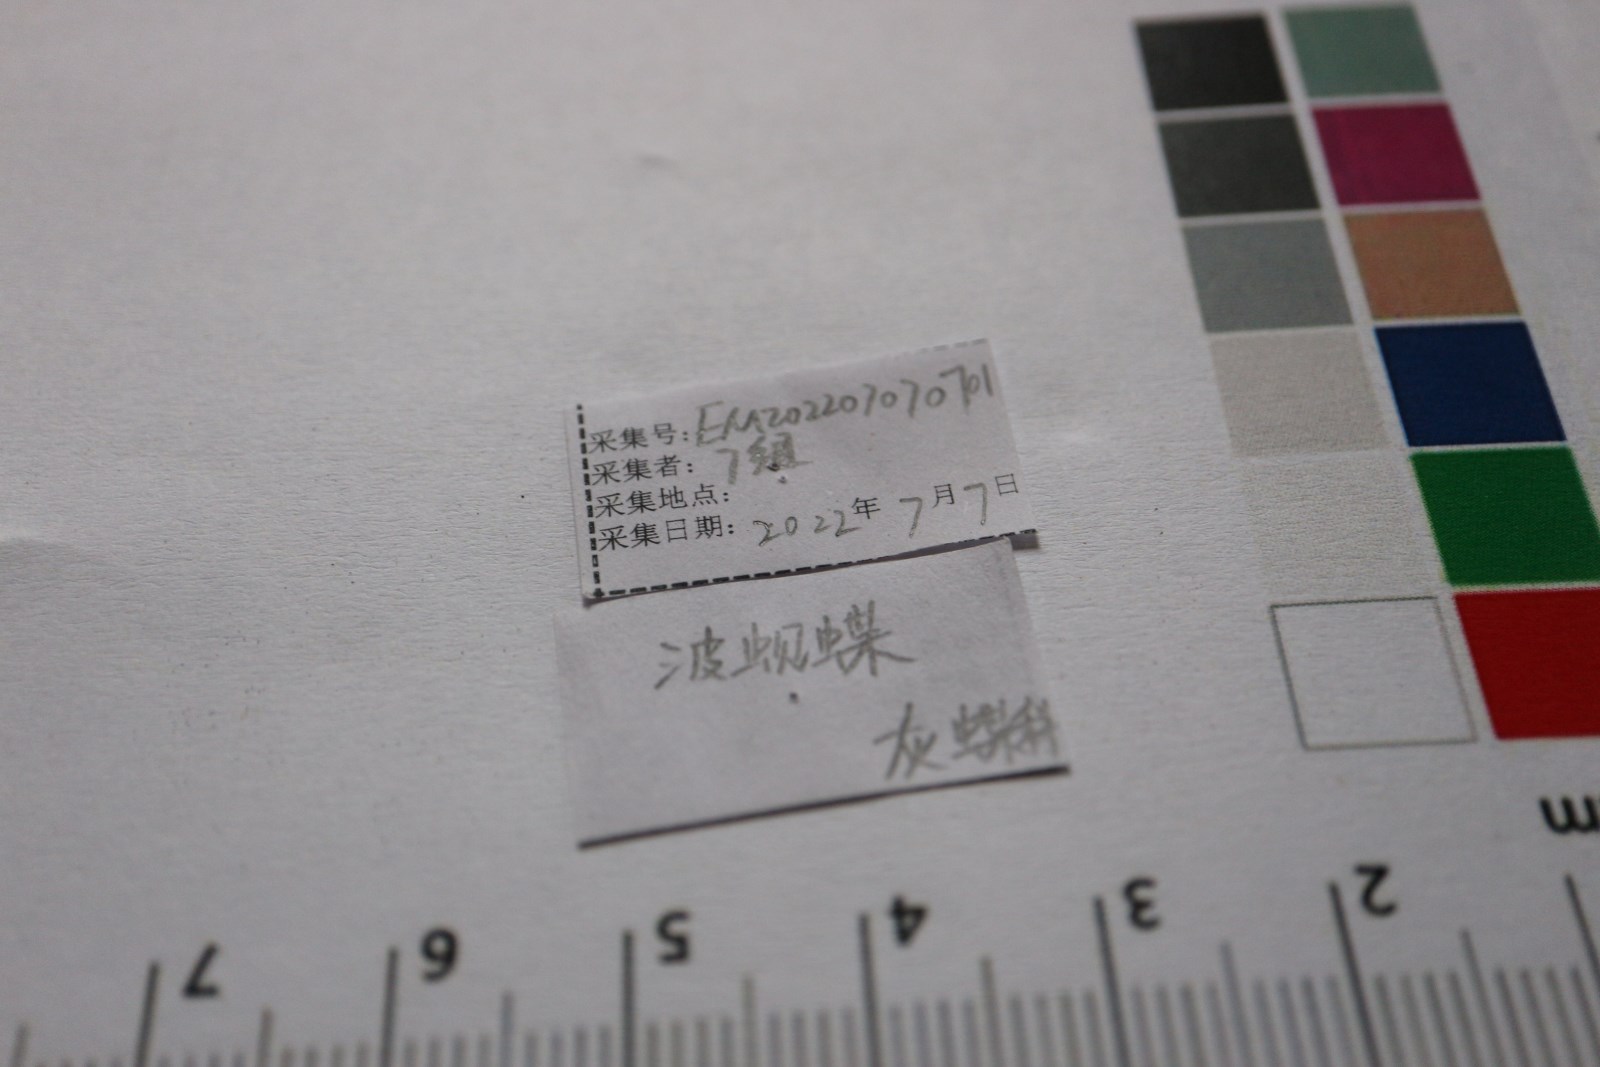 采集号: EAA202207070701
采集者: 7组
采集地点:
采集日期: 2022年7月7日
波蚬蝶
灰蝶科
m
7 6 5 4 3 2